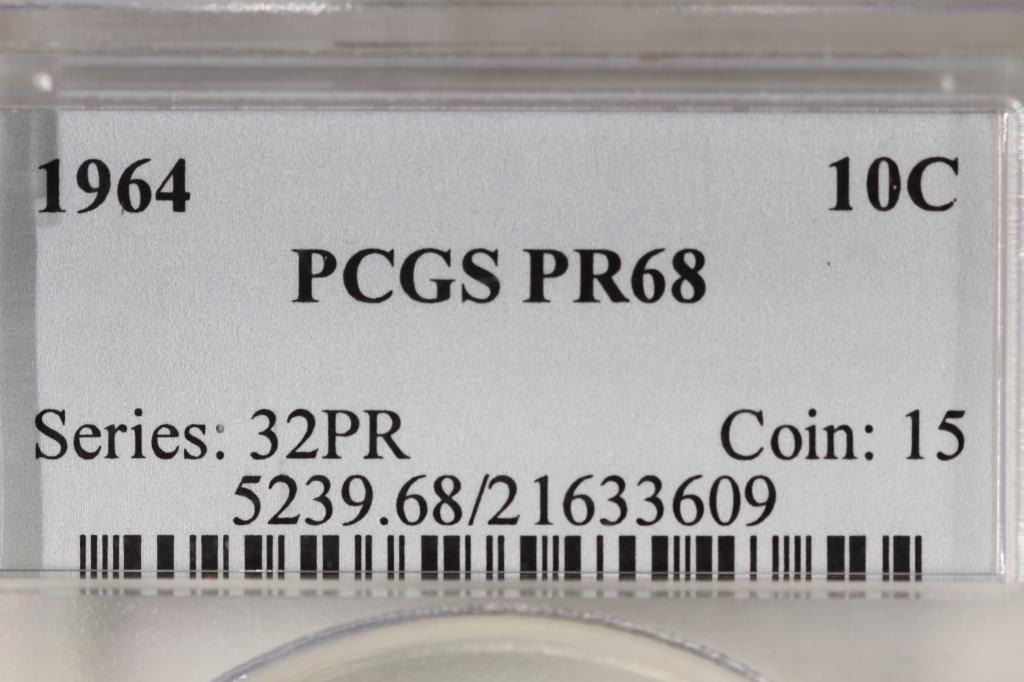 1964 10C
PCGS PR68
Series: 32PR Coin: 15
5239.68/21633609